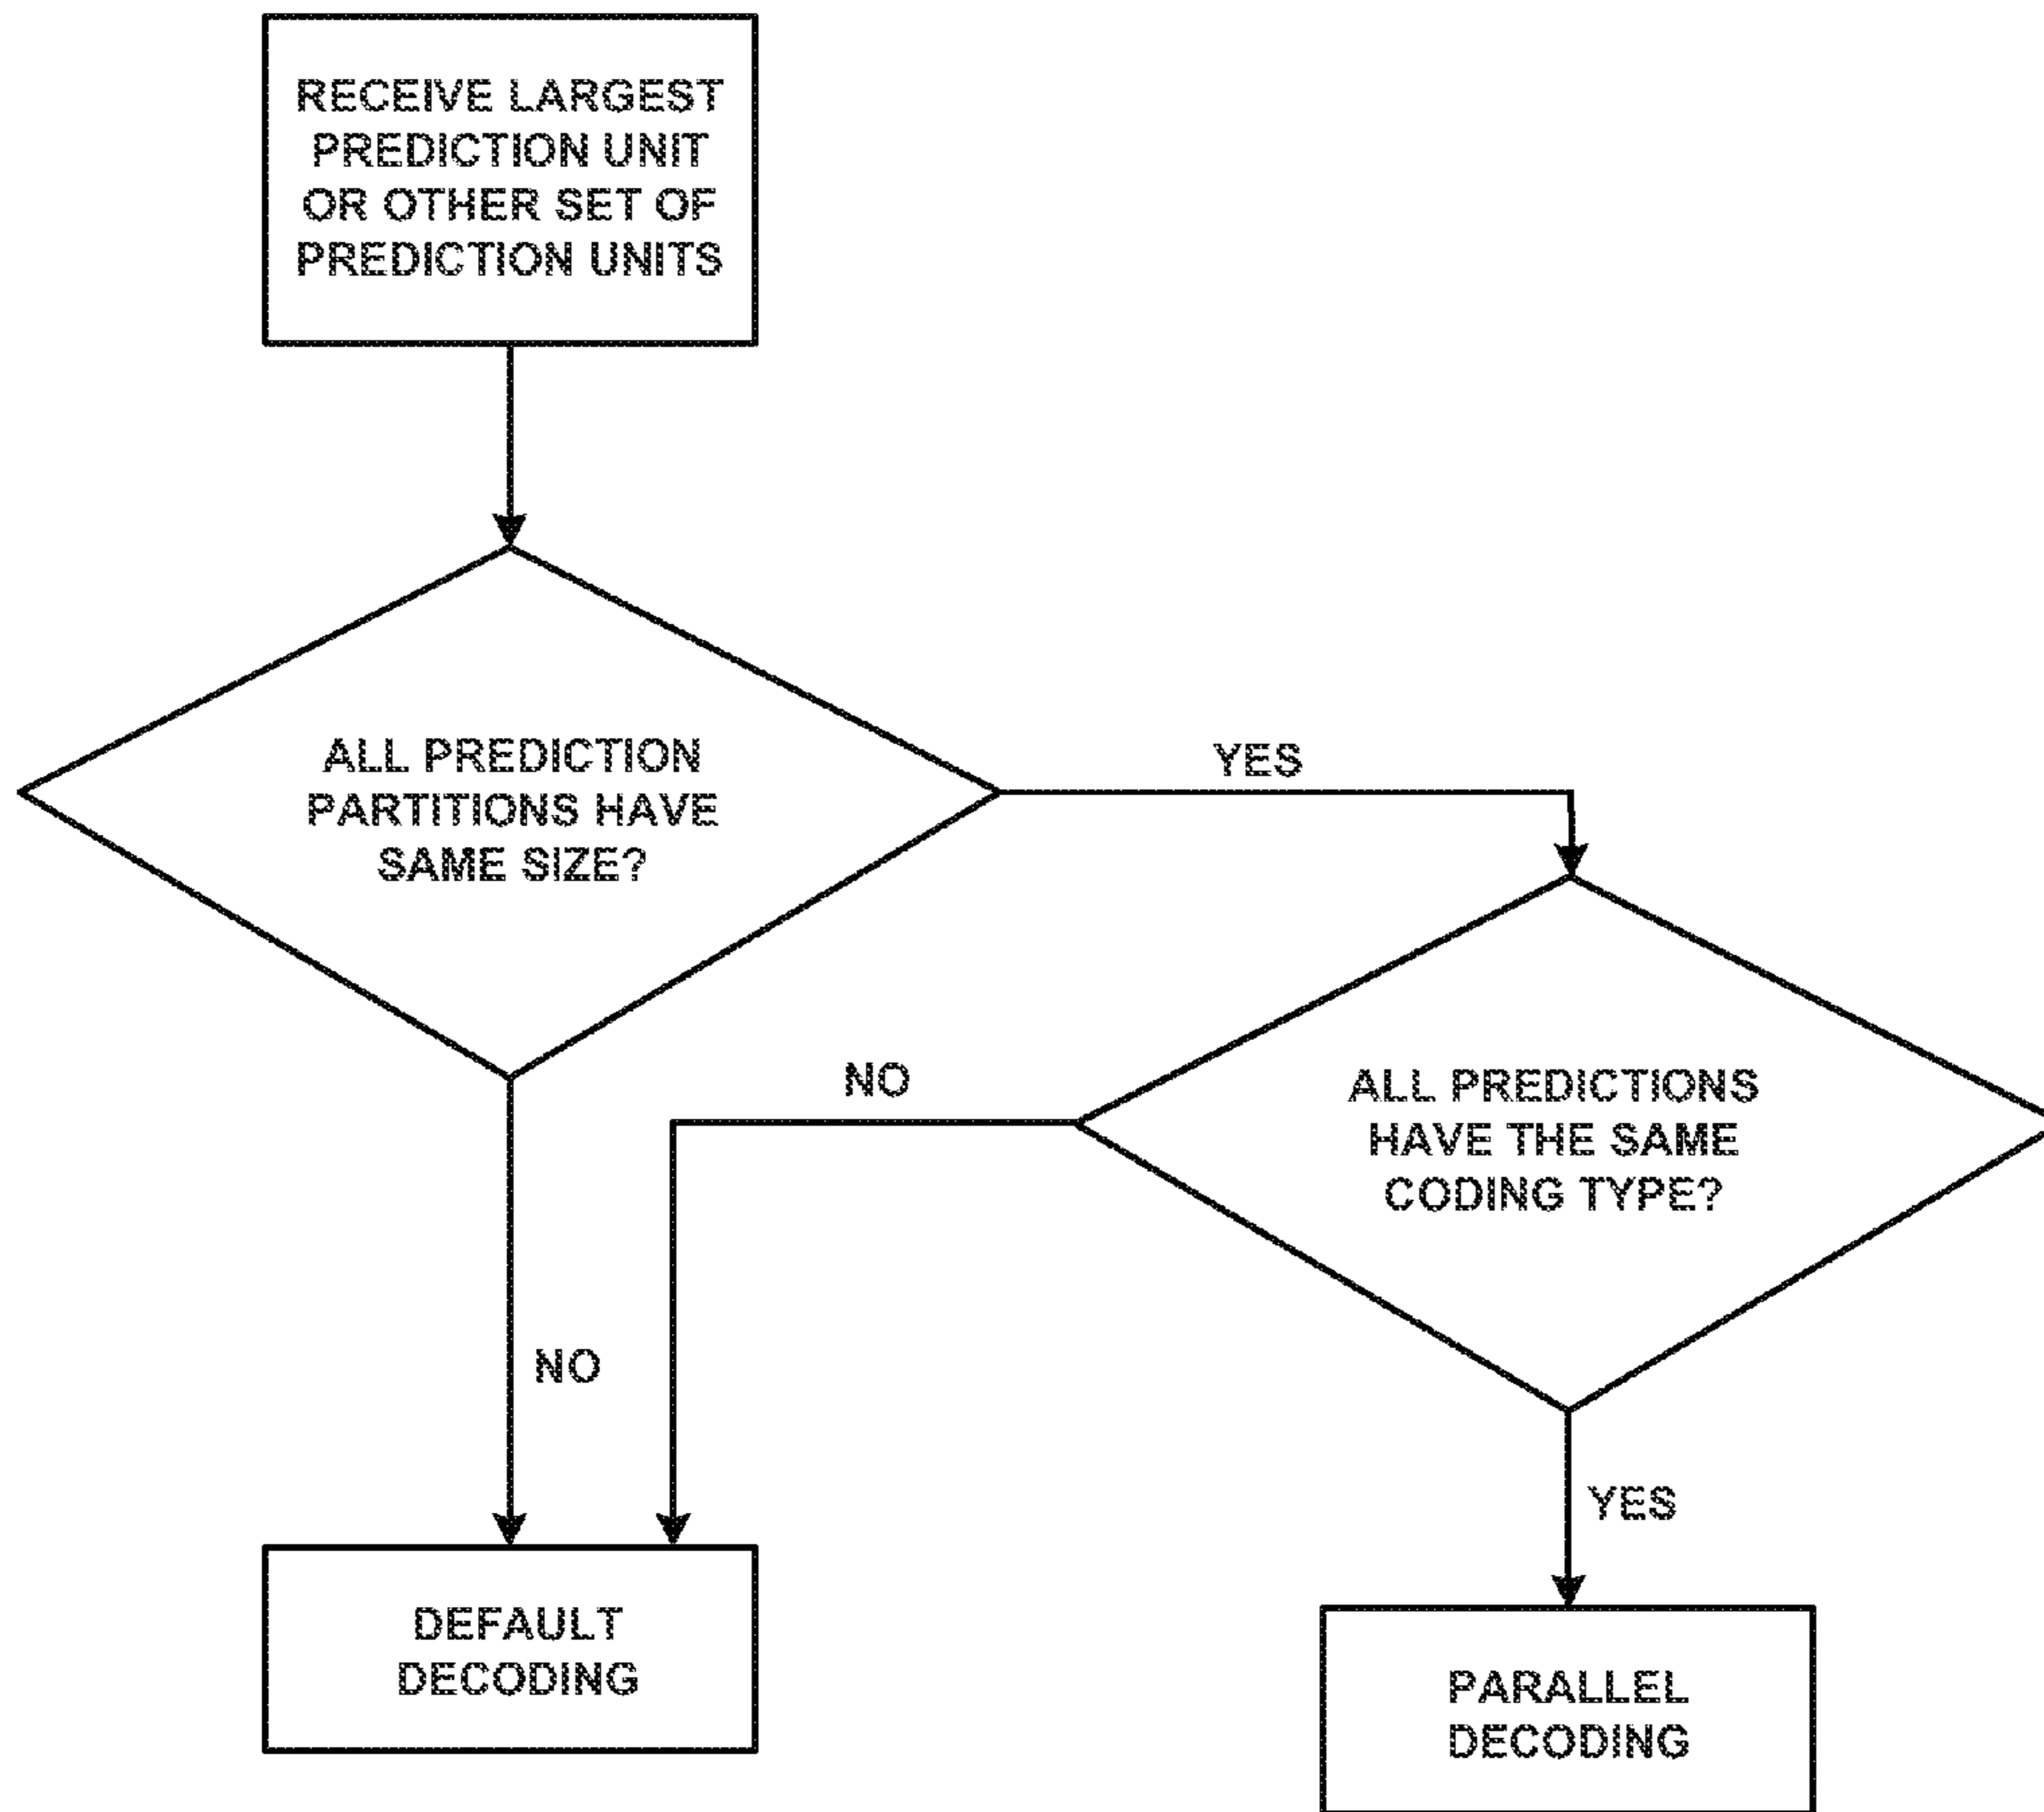 RECEIVE LARGEST
PREDICTION UNIT
OR OTHER SET OF
PREDICTION UNITS
ALL PREDICTION
PARTITIONS HAVE
SAME SIZE?
YES
ALL PREDICTIONS
HAVE THE SAME
CODING TYPE?
NO
NO
YES
DEFAULT
DECODING
PARALLEL
DECODING